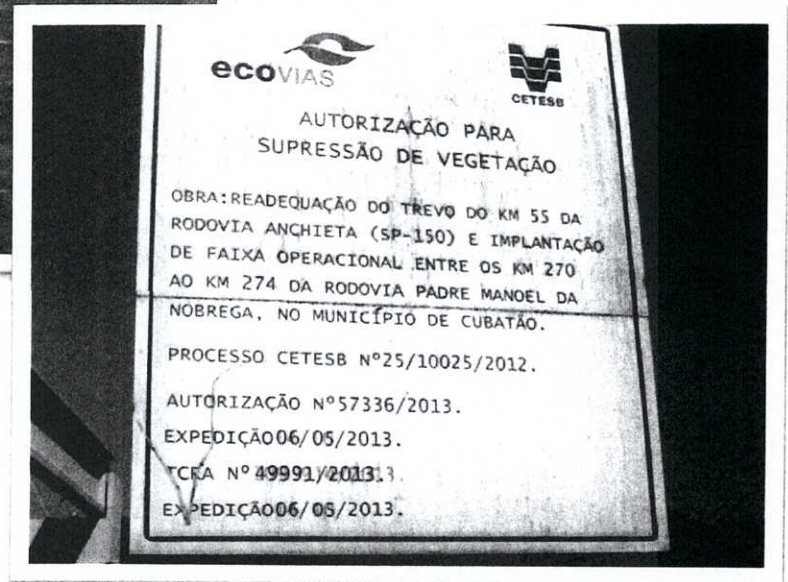 ecoVIAS
CETESB
AUTORIZAÇÃO PARA
SUPRESSÃO DE VEGETAÇÃO
OBRA:READEQUAÇÃO DO TREVO DO KM 55 DA
RODOVIA ANCHIETA (SP-150) E IMPLANTAÇÃO
DE FAIXA OPERACIONAL ENTRE OS KM 270
AO KM 274 DA RODOVIA PADRE MANOEL DA
NÓBREGA, NO MUNICÍPIO DE CUBATÃO.
PROCESSO CETESB Nº25/10025/2012.
AUTORIZAÇÃO Nº57336/2013.
EXPEDIÇÃO06/05/2013.
TCRA Nº 49991/2013.
EXPEDIÇÃO06/05/2013.